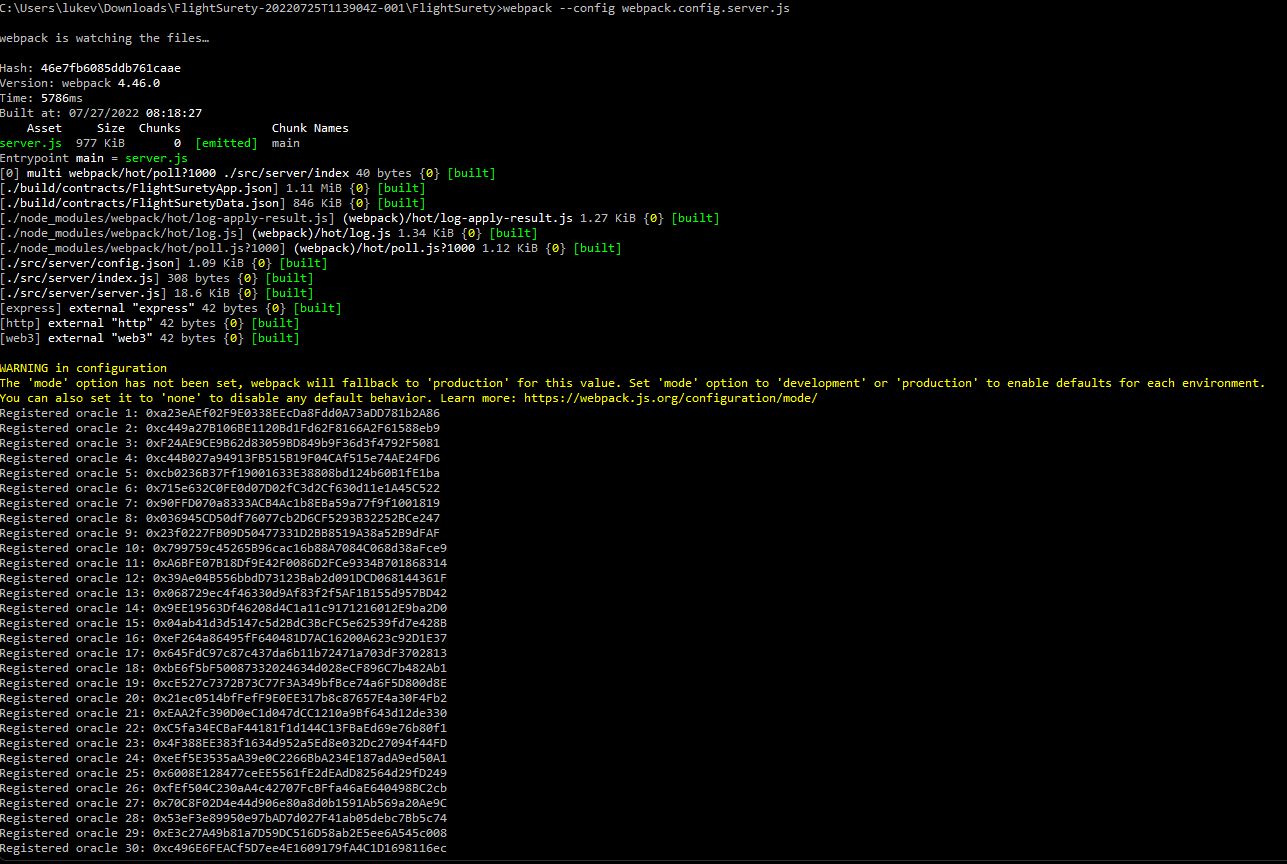 C:\Users\lukev\Downloads\FlightSurety-20220725T113904Z-001\FlightSurety>webpack --config webpack.config.server.js
webpack is watching the files…
Hash: 46e7fb6085ddb761caae
Version: webpack 4.46.0
Time: 5786ms
Built at: 07/27/2022 08:18:27
Asset Size Chunks Chunk Names
server.js 977 KiB 0 [emitted] main
Entrypoint main = server.js
[0] multi webpack/hot/poll?1000 ./src/server/index 40 bytes {0} [built]
[./build/contracts/FlightSuretyApp.json] 1.11 MiB {0} [built]
[./build/contracts/FlightSuretyData.json] 846 KiB {0} [built]
[./node_modules/webpack/hot/log-apply-result.js] (webpack)/hot/log-apply-result.js 1.27 KiB {0} [built]
[./node_modules/webpack/hot/log.js] (webpack)/hot/log.js 1.34 KiB {0} [built]
[./node_modules/webpack/hot/poll.js?1000] (webpack)/hot/poll.js?1000 1.12 KiB {0} [built]
[./src/server/config.json] 1.09 KiB {0} [built]
[./src/server/index.js] 308 bytes {0} [built]
[./src/server/server.js] 18.6 KiB {0} [built]
[express] external "express" 42 bytes {0} [built]
[http] external "http" 42 bytes {0} [built]
[web3] external "web3" 42 bytes {0} [built]
WARNING in configuration
The 'mode' option has not been set, webpack will fallback to 'production' for this value. Set 'mode' option to 'development' or 'production' to enable defaults for each environment.
You can also set it to 'none' to disable any default behavior. Learn more: https://webpack.js.org/configuration/mode/
Registered oracle 1: 0xa23eAEf02F9E0338EEcDa8Fdd0A73aDD781b2A86
Registered oracle 2: 0xc449a27B106BE1120Bd1Fd62F8166A2F61588eb9
Registered oracle 3: 0xF24AE9CE9B62d83059BD849b9F36d3f4792F5081
Registered oracle 4: 0xc44B027a94913FB515B19F04CAf515e74AE24FD6
Registered oracle 5: 0xcb0236B37Ff19001633E38808bd124b60B1fE1ba
Registered oracle 6: 0x715e632C0FE0d07D02fC3d2Cf630d11e1A45C522
Registered oracle 7: 0x90FFD070a8333ACB4Ac1b8EBa59a77f9f1001819
Registered oracle 8: 0x036945CD50df76077cb2D6CF5293B32252BCe247
Registered oracle 9: 0x23f0227FB09D50477331D2BB8519A38a52B9dFAF
Registered oracle 10: 0x799759c45265B96cac16b88A7084C068d38aFce9
Registered oracle 11: 0xA6BFE07B18Df9E42F0086D2FCe9334B701868314
Registered oracle 12: 0x39Ae04B556bbdD73123Bab2d091DCD068144361F
Registered oracle 13: 0x068729ec4f46330d9Af83f2f5AF1B155d957BD42
Registered oracle 14: 0x9EE19563Df46208d4C1a11c9171216012E9ba2D0
Registered oracle 15: 0x04ab41d3d5147c5d2BdC3BcFC5e62539fd7e428B
Registered oracle 16: 0xeF264a86495fF640481D7AC16200A623c92D1E37
Registered oracle 17: 0x645FdC97c87c437da6b11b72471a703dF3702813
Registered oracle 18: 0xbE6f5bF50087332024634d028eCF896C7b482Ab1
Registered oracle 19: 0xcE527c7372B73C77F3A349bfBce74a6F5D800d8E
Registered oracle 20: 0x21ec0514bfFefF9E0EE317b8c87657E4a30F4Fb2
Registered oracle 21: 0xEAA2fc390D0eC1d047dCC1210a9Bf643d12de330
Registered oracle 22: 0xC5fa34ECBaF44181f1d144C13FBaEd69e76b80f1
Registered oracle 23: 0x4F388EE383f1634d952a5Ed8e032Dc27094f44FD
Registered oracle 24: 0xeEf5E3535aA39e0C2266BbA234E187adA9ed50A1
Registered oracle 25: 0x6008E128477ceEE5561fE2dEAdD82564d29fD249
Registered oracle 26: 0xfEf504C230aA4c42707FcBFfa46aE640498BC2cb
Registered oracle 27: 0x70C8F02D4e44d906e80a8d0b1591Ab569a20Ae9C
Registered oracle 28: 0x53eF3e89950e97bAD7d027F41ab05debc7Bb5c74
Registered oracle 29: 0xE3c27A49b81a7D59DC516D58ab2E5ee6A545c008
Registered oracle 30: 0xc496E6FEACf5D7ee4E1609179fA4C1D1698116ec